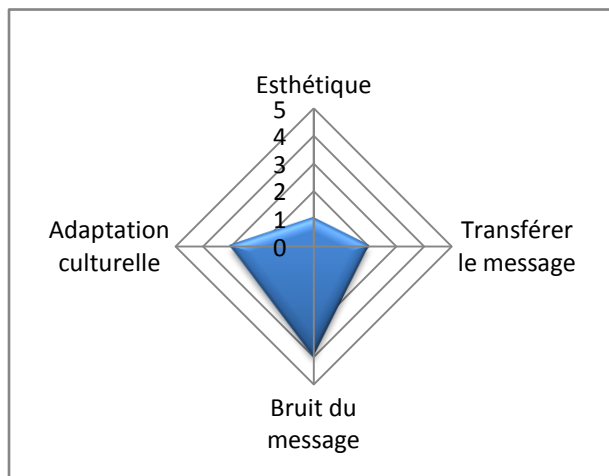 Esthétique
5
4
3
2
1
0
Adaptation
culturelle
Transférer
le message
Bruit du
message